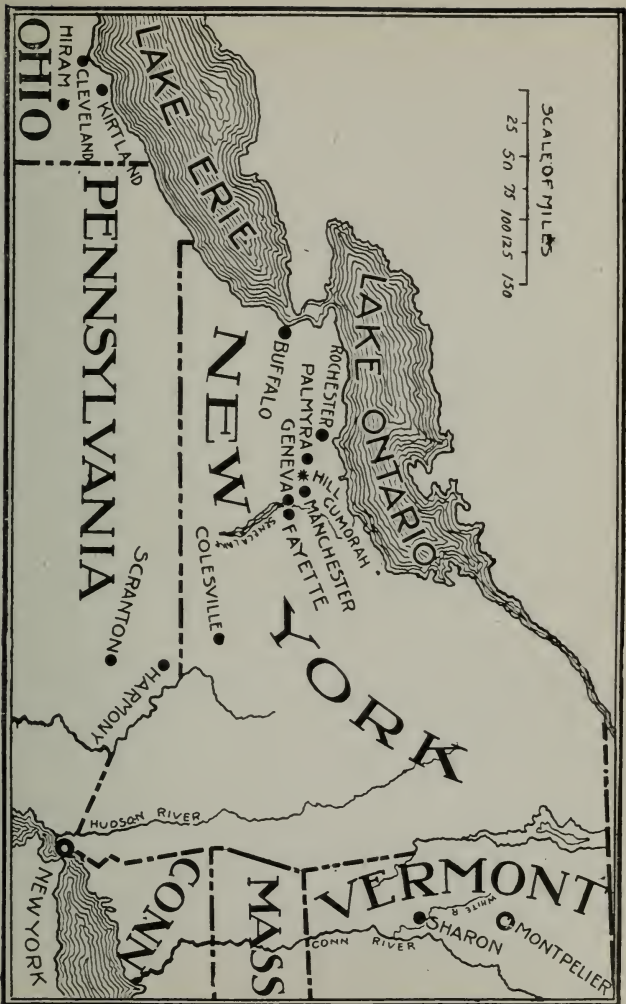 SCALE OF MILES
25 50 75 100 125 150
LAKE ERIE
LAKE ONTARIO
OHIO
HIRAM
CLEVELAND
KIRTLAND
PENNSYLVANIA
NEW YORK
BUFFALO
ROCHESTER
PALMYRA
HILL CUMORAH
MANCHESTER
GENEVA
FAYETTE
SENECA LAKE
COLESVILLE
SCRANTON
HARMONY
HUDSON RIVER
VERMONT
WHITE R
MONTPELIER
SHARON
CONN RIVER
MASS
CONN
NEW YORK